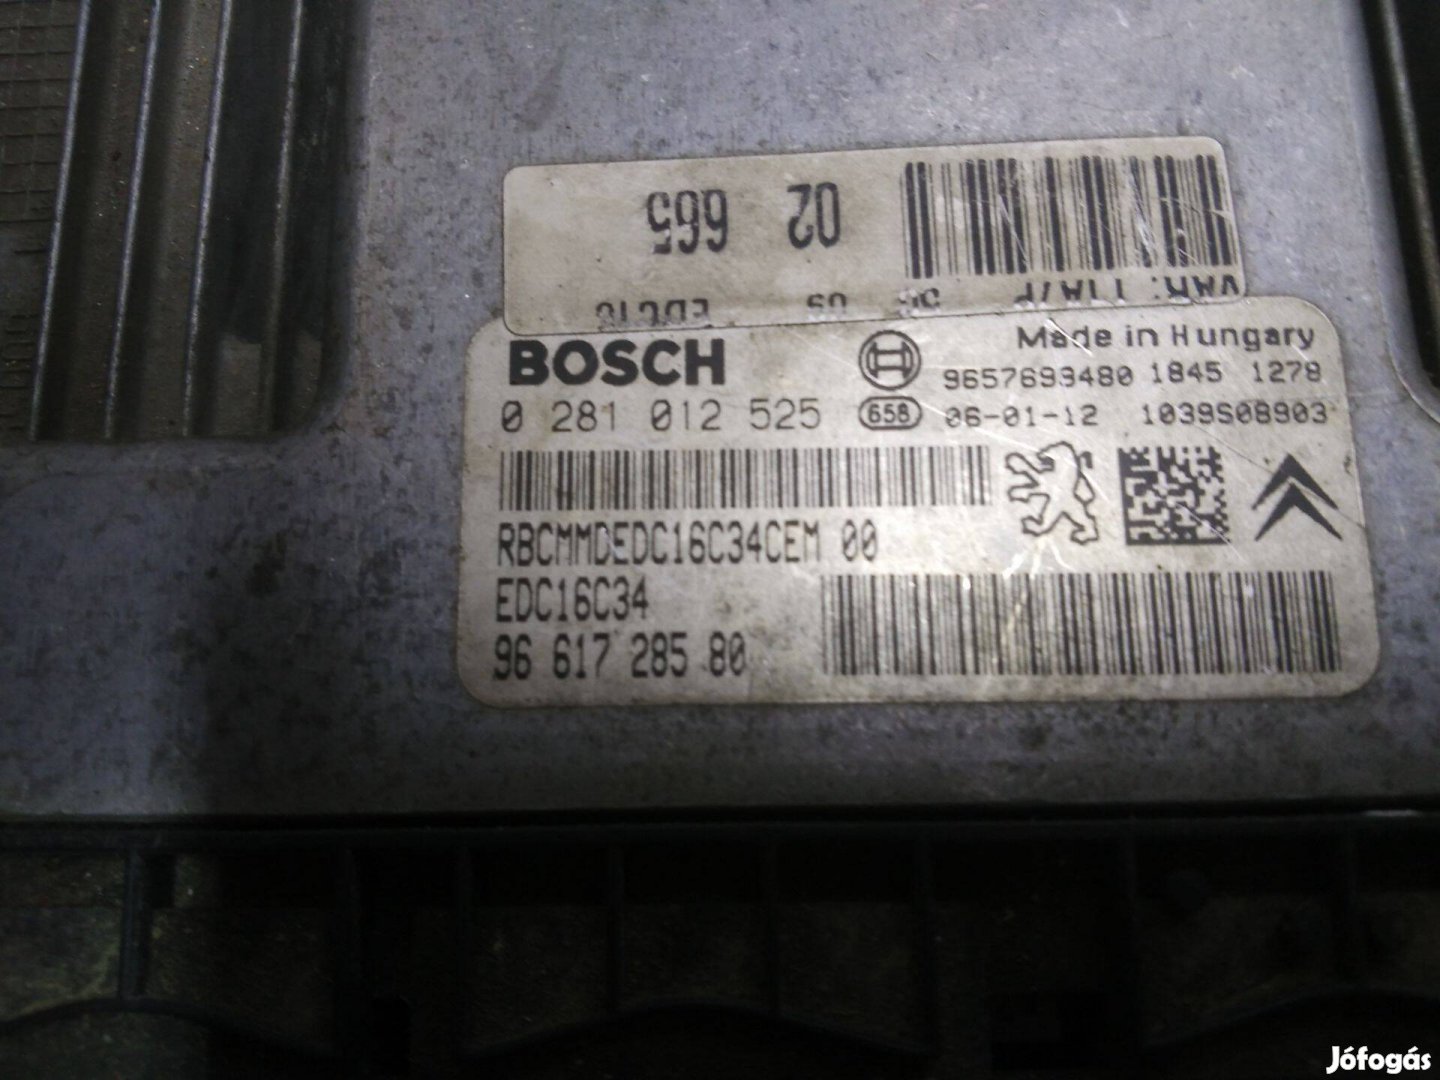 02 665
BOSCH
Made in Hungary
9657699480 1845 1278
0 281 012 525
658
06-01-12 1039S08903
RBCMMDEDC16C34CEM 00
EDC16C34
96 617 285 80
Jófogás